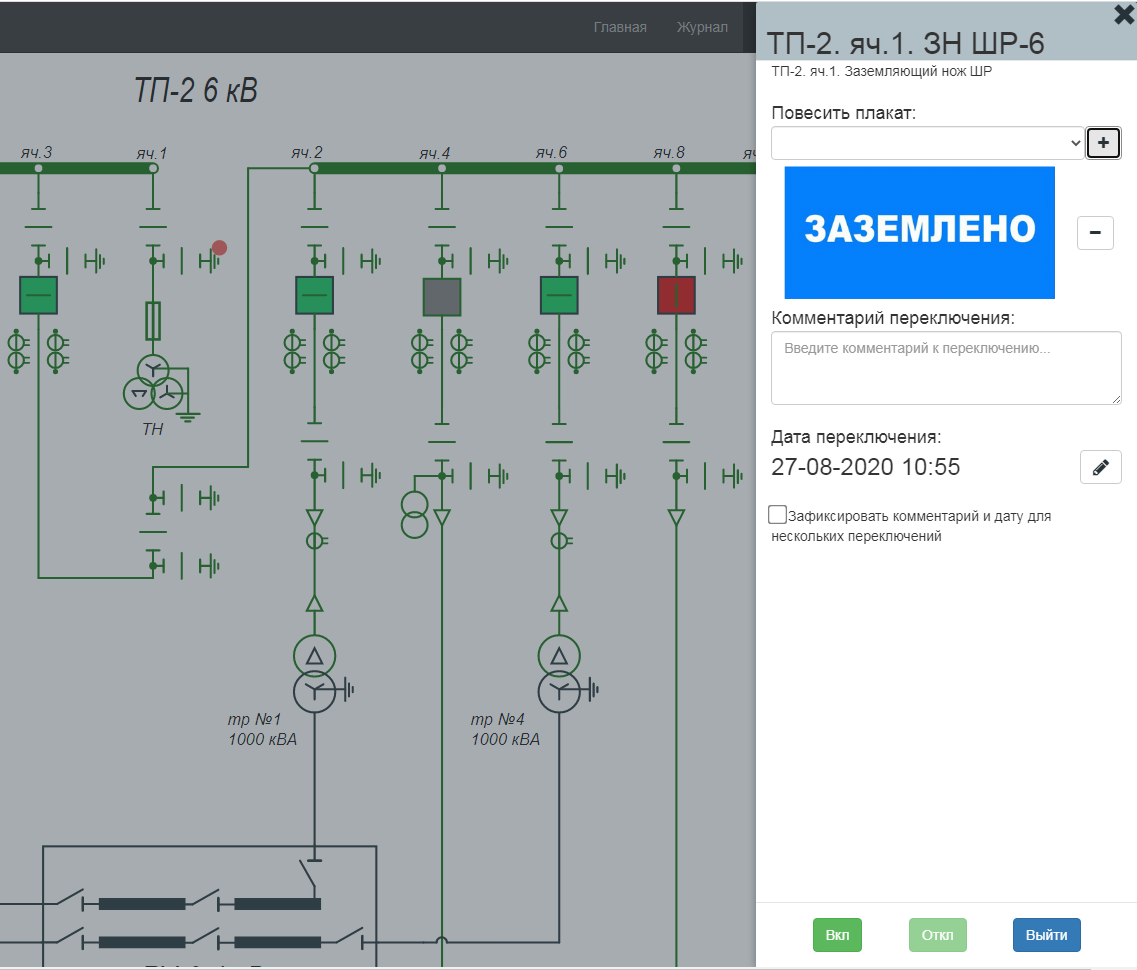 Главная Журнал
ТП-2. яч.1. ЗН ШР-6
ТП-2. яч.1. Заземляющий нож ШР
ТП-2 6 кВ
яч.3 яч.1 яч.2 яч.4 яч.6 яч.8
ТН
тр №1
1000 кВА
тр №4
1000 кВА
Повесить плакат:
+
ЗАЗЕМЛЕНО
-
Комментарий переключения:
Введите комментарий к переключению...
Дата переключения:
27-08-2020 10:55
Зафиксировать комментарий и дату для
нескольких переключений
Вкл Откл Выйти